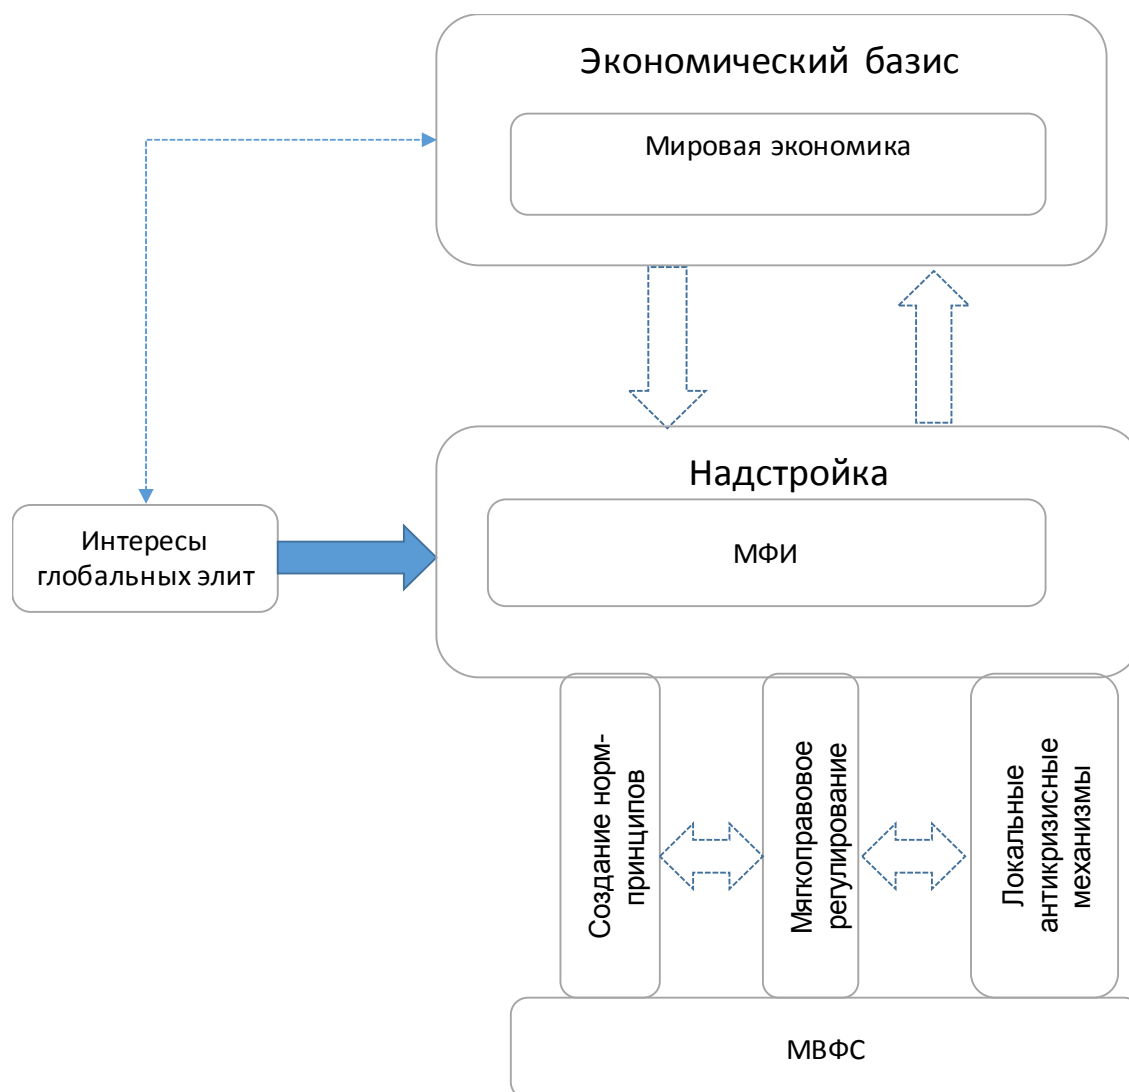 Экономический базис
Мировая экономика
Надстройка
МФИ
Интересы
глобальных элит
Создание норм-
принципов
Мягкоправовое
регулирование
Локальные
антикризисные
механизмы
МВФС